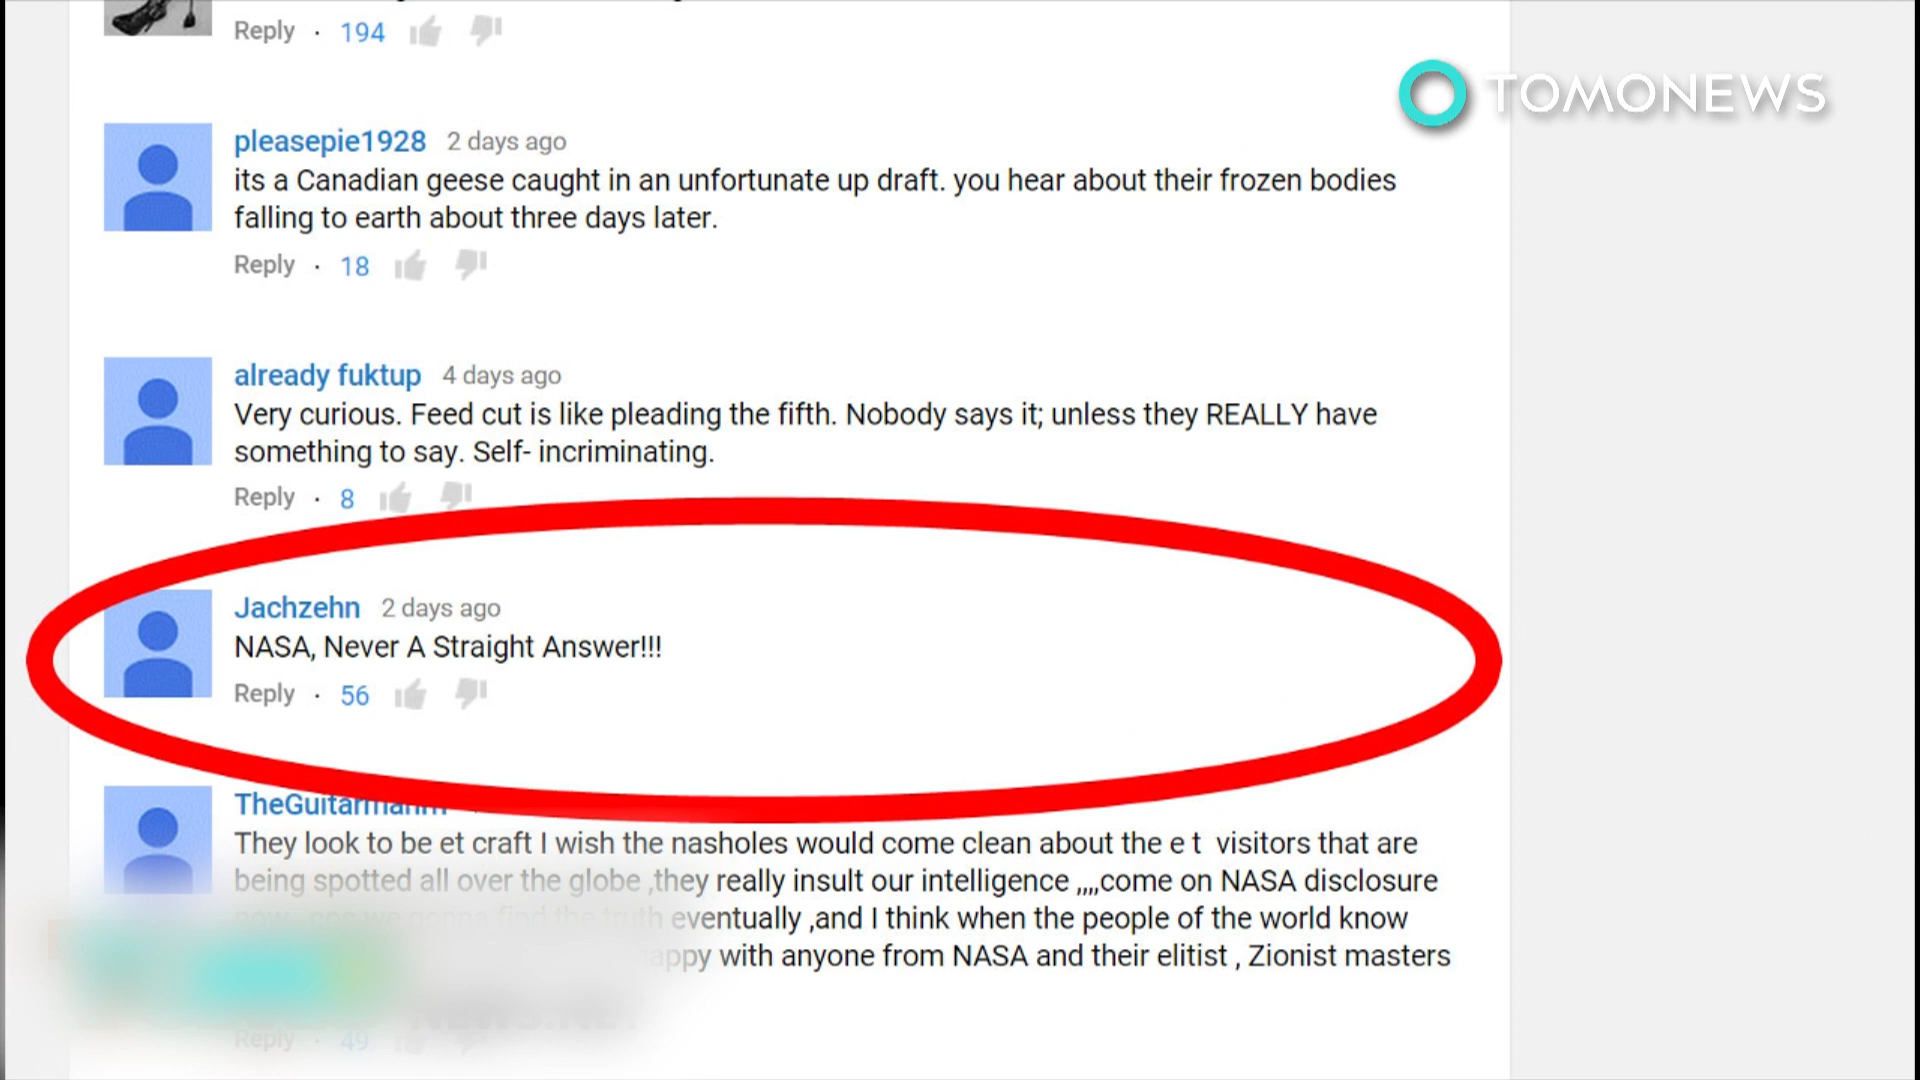 Reply · 194
TOMONEWS
pleasepie1928 2 days ago
its a Canadian geese caught in an unfortunate up draft. you hear about their frozen bodies
falling to earth about three days later.
Reply · 18
already fuktup 4 days ago
Very curious. Feed cut is like pleading the fifth. Nobody says it; unless they REALLY have
something to say. Self- incriminating.
Reply · 8
Jachzehn 2 days ago
NASA, Never A Straight Answer!!!
Reply · 56
They look to be et craft I wish the nasholes would come clean about the e t  visitors that are
being spotted all over the globe ,they really insult our intelligence ,,,,come on NASA disclosure
find the truth eventually ,and I think when the people of the world know
with anyone from NASA and their elitist , Zionist masters
Reply · 49